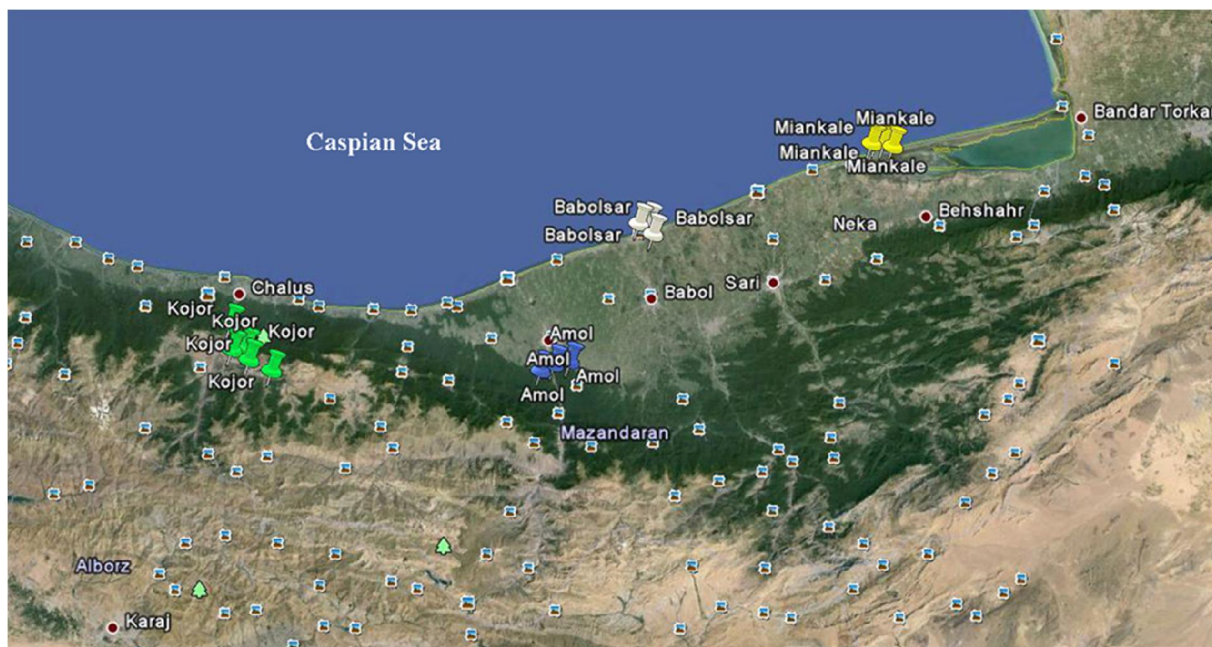 Bandar Torkar
Miankale
Miankale
Caspian Sea
Miankale
Miankale
Babolsar
Babolsar
Babolsar
Neka
Behshahr
Chalus
Sari
Babol
Kojor
Kojor
Kojor
Kojor
Kojor
Amol
Amol
Amol
Amol
Mazandaran
Alborz
Karaj